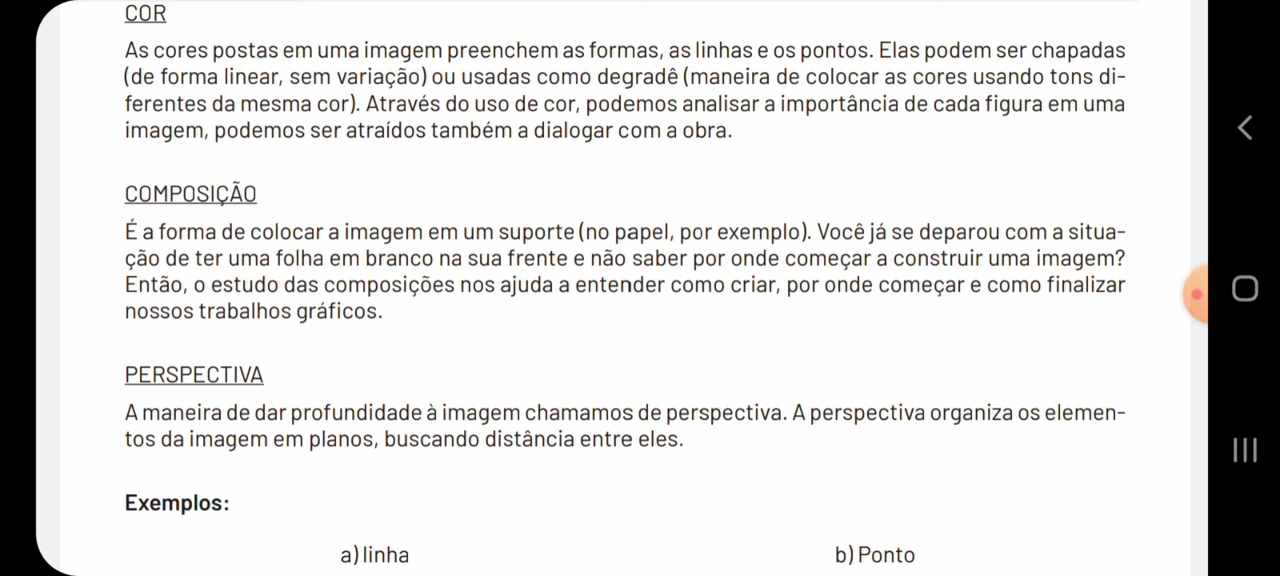 COR
As cores postas em uma imagem preenchem as formas, as linhas e os pontos. Elas podem ser chapadas
(de forma linear, sem variação) ou usadas como degradê (maneira de colocar as cores usando tons di-
ferentes da mesma cor). Através do uso de cor, podemos analisar a importância de cada figura em uma
imagem, podemos ser atraídos também a dialogar com a obra.
COMPOSIÇÃO
É a forma de colocar a imagem em um suporte (no papel, por exemplo). Você já se deparou com a situa-
ção de ter uma folha em branco na sua frente e não saber por onde começar a construir uma imagem?
Então, o estudo das composições nos ajuda a entender como criar, por onde começar e como finalizar
nossos trabalhos gráficos.
PERSPECTIVA
A maneira de dar profundidade à imagem chamamos de perspectiva. A perspectiva organiza os elemen-
tos da imagem em planos, buscando distância entre eles.
Exemplos:
a) linha b) Ponto